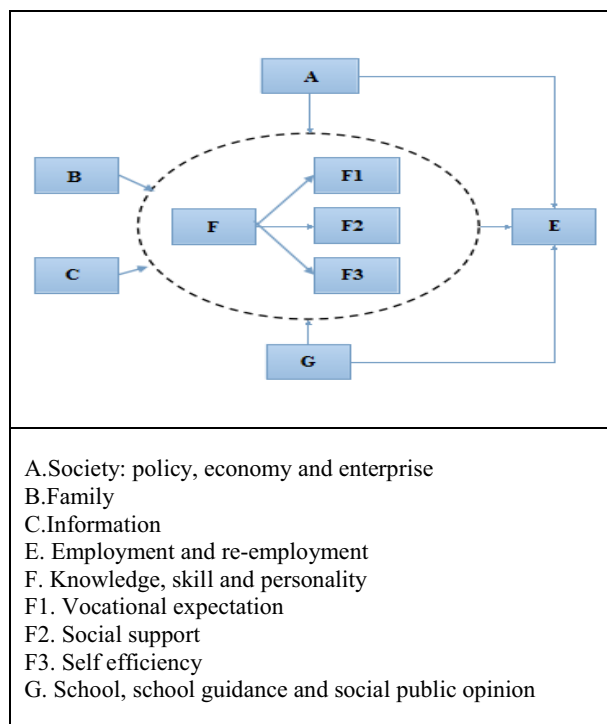 A
B
F1
F
F2
E
C
F3
G
A.Society: policy, economy and enterprise
B.Family
C.Information
E. Employment and re-employment
F. Knowledge, skill and personality
F1. Vocational expectation
F2. Social support
F3. Self efficiency
G. School, school guidance and social public opinion